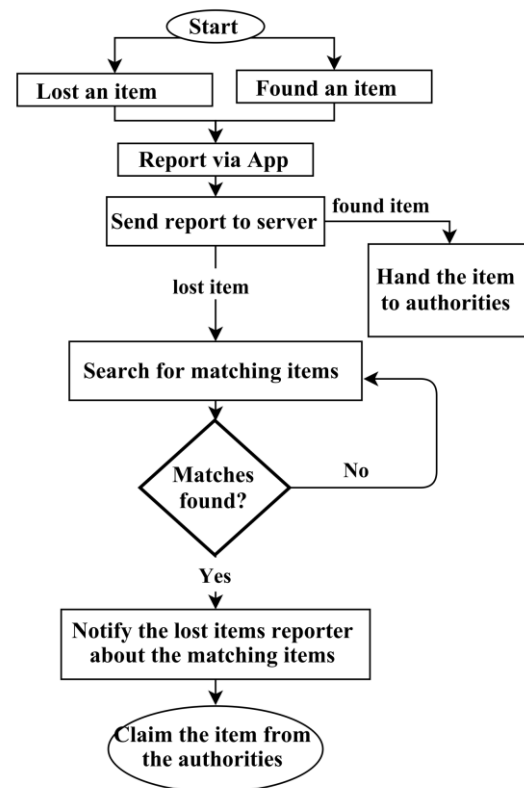 Start
Lost an item
Found an item
Report via App
Send report to server
found item
Hand the item
to authorities
lost item
Search for matching items
Matches
found?
No
Yes
Notify the lost items reporter
about the matching items
Claim the item from
the authorities